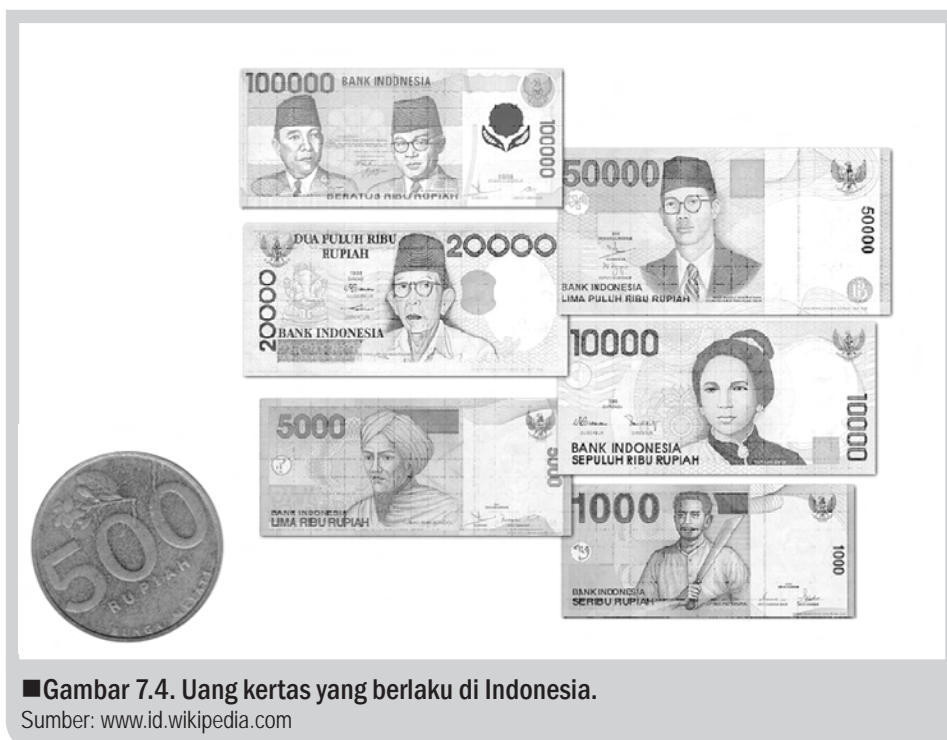 100000 BANK INDONESIA
100000
RATUS RIBU RUPIAH
50000
50000
BANK INDONESIA
LIMA PULUH RIBU RUPIAH
DUA PULUH RIBU
RUPIAH
20000
20000
BANK INDONESIA
10000
10000
BANK INDONESIA
SEPULUH RIBU RUPIAH
5000
5000
BANK INDONESIA
LIMA RIBU RUPIAH
1000
1000
BANK INDONESIA
SERIBU RUPIAH
500
RUPIAH
■Gambar 7.4. Uang kertas yang berlaku di Indonesia.
Sumber: www.id.wikipedia.com